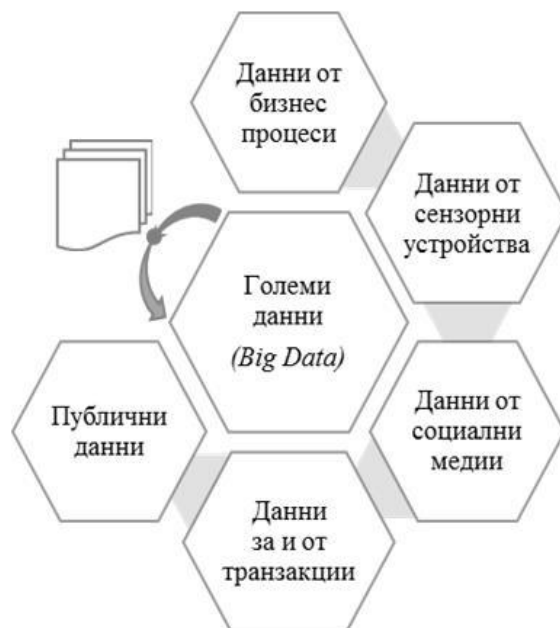 Данни от
бизнес
процеси
Данни от
сензорни
устройства
Големи
данни
(Big Data)
Данни от
социални
медии
Данни
за и от
транзакции
Публични
данни